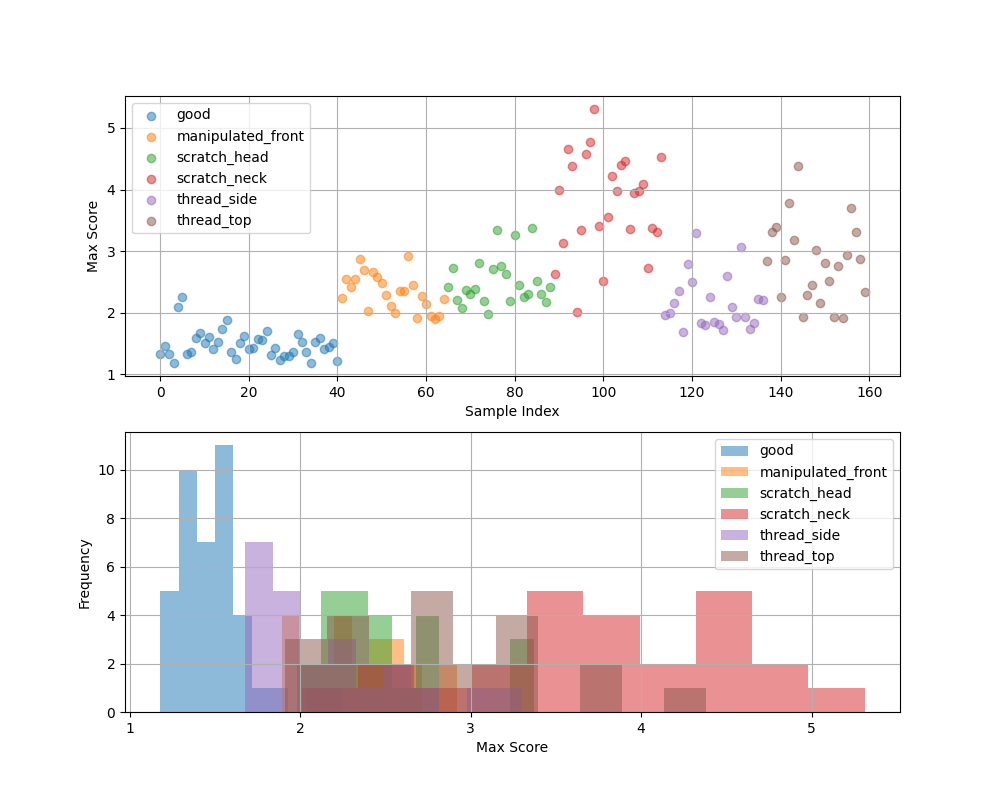 good
manipulated_front
scratch_head
scratch_neck
thread_side
thread_top
Max Score
5
4
3
2
1
0 20 40 60 80 100 120 140 160
Sample Index
good
manipulated_front
scratch_head
scratch_neck
thread_side
thread_top
Frequency
10
8
6
4
2
0
1 2 3 4 5
Max Score